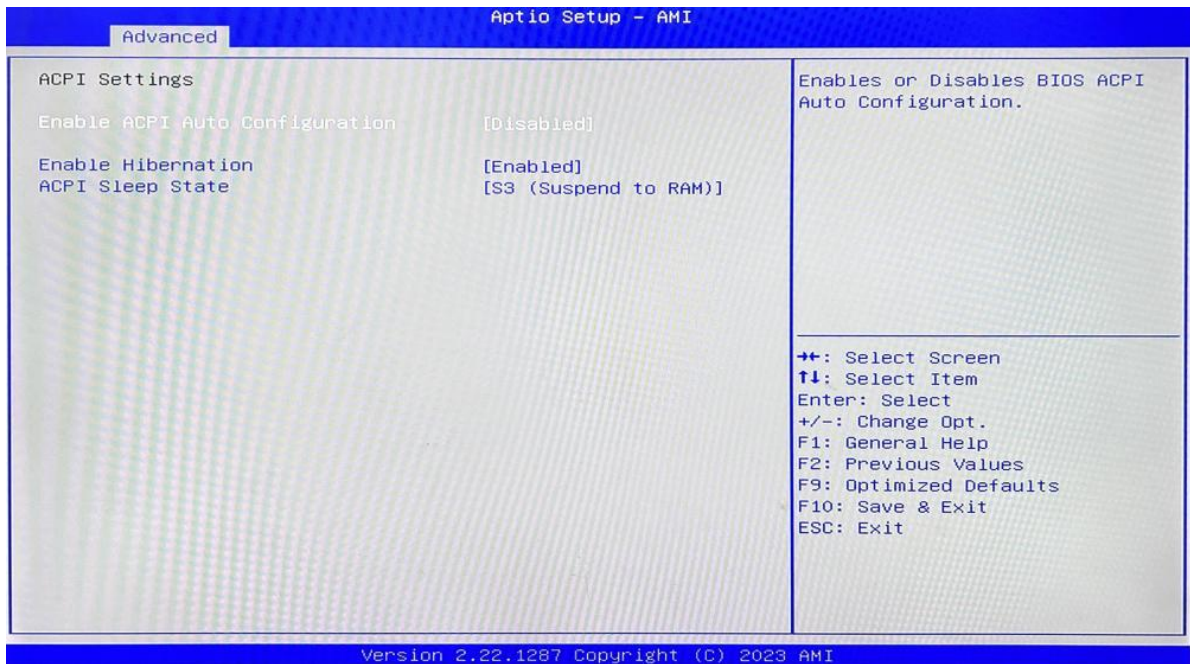 Aptio Setup – AMI
Advanced
ACPI Settings
Enable ACPI Auto Configuration [Disabled]
Enable Hibernation [Enabled]
ACPI Sleep State [S3 (Suspend to RAM)]
Enables or Disables BIOS ACPI
Auto Configuration.
→←: Select Screen
↑↓: Select Item
Enter: Select
+/-: Change Opt.
F1: General Help
F2: Previous Values
F9: Optimized Defaults
F10: Save & Exit
ESC: Exit
Version 2.22.1287 Copyright (C) 2023 AMI